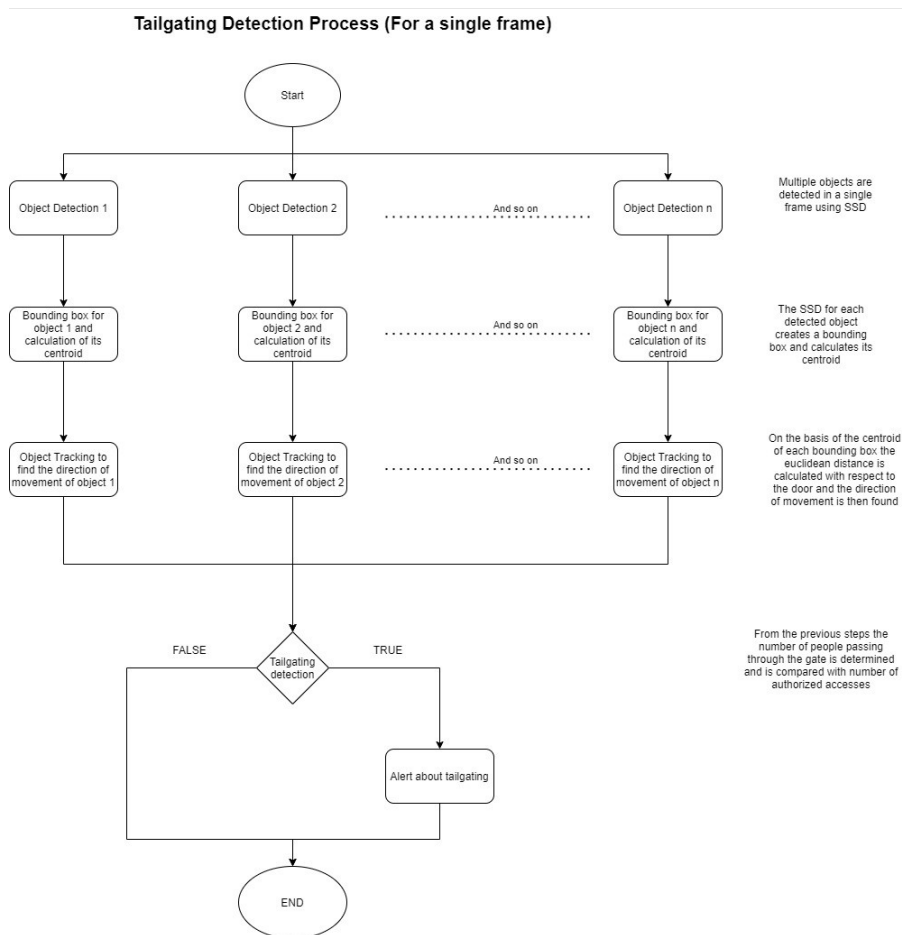 Tailgating Detection Process (For a single frame)
Start
Object Detection 1
Object Detection 2
And so on
Object Detection n
Multiple objects are
detected in a single
frame using SSD
Bounding box for
object 1 and
calculation of its
centroid
Bounding box for
object 2 and
calculation of its
centroid
And so on
Bounding box for
object n and
calculation of its
centroid
The SSD for each
detected object
creates a bounding
box and calculates its
centroid
Object Tracking to
find the direction of
movement of object 1
Object Tracking to
find the direction of
movement of object 2
And so on
Object Tracking to
find the direction of
movement of object n
On the basis of the centroid
of each bounding box the
euclidean distance is
calculated with respect to
the door and the direction
of movement is then found
FALSE
Tailgating
detection
TRUE
From the previous steps the
number of people passing
through the gate is determined
and is compared with number of
authorized accesses
Alert about tailgating
END